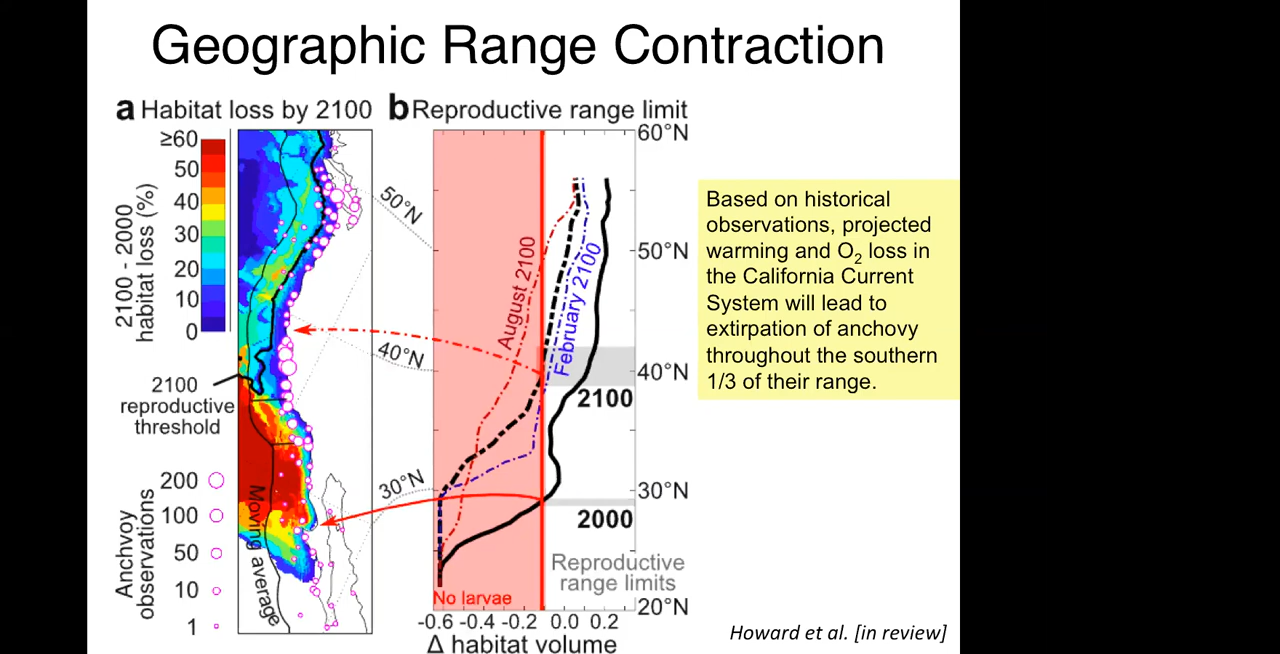 Geographic Range Contraction
a Habitat loss by 2100
b Reproductive range limit
2100 - 2000
habitat loss (%)
≥60
50
40
30
20
10
0
2100
reproductive
threshold
Anchvoy
observations
200
100
50
10
1
Moving average
50°N
40°N
30°N
August 2100
February 2100
60°N
50°N
40°N
2100
30°N
2000
Reproductive
range limits
20°N
No larvae
-0.6 -0.4 -0.2 0.0 0.2
Δ habitat volume
Based on historical
observations, projected
warming and O₂ loss in
the California Current
System will lead to
extirpation of anchovy
throughout the southern
1/3 of their range.
Howard et al. [in review]